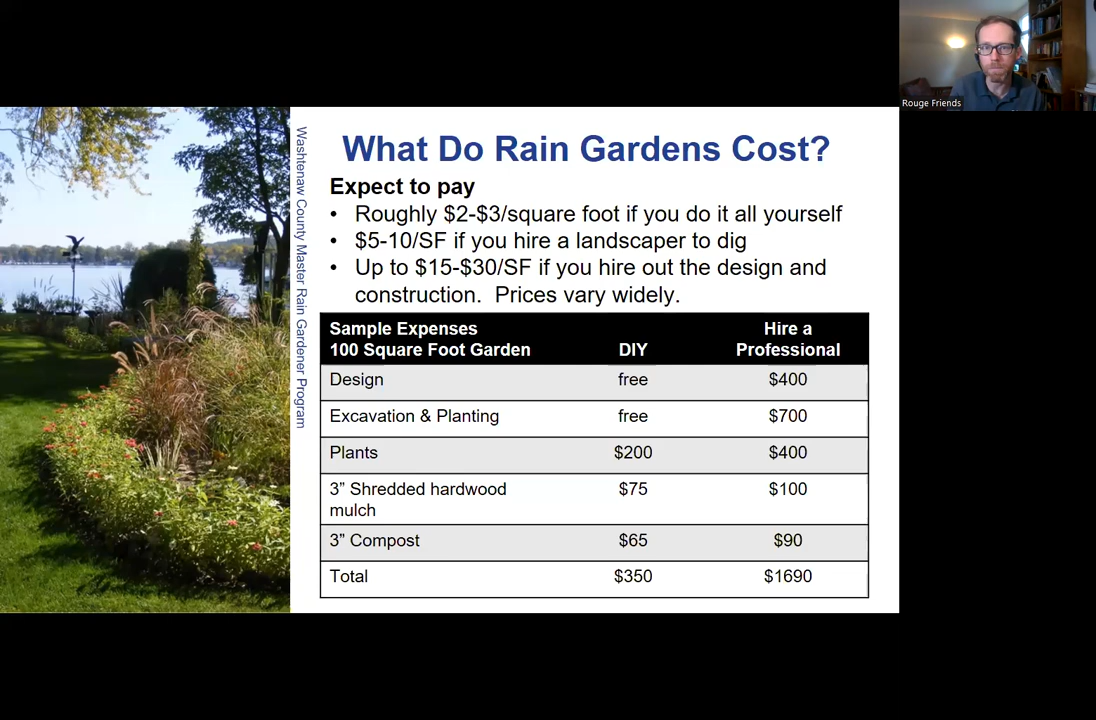 Rouge Friends
Washtenaw County Master Rain Gardener Program
What Do Rain Gardens Cost?
Expect to pay
• Roughly $2-$3/square foot if you do it all yourself
• $5-10/SF if you hire a landscaper to dig
• Up to $15-$30/SF if you hire out the design and
construction.  Prices vary widely.
Sample Expenses
100 Square Foot Garden DIY Hire a
Professional
Design free $400
Excavation & Planting free $700
Plants $200 $400
3” Shredded hardwood
mulch $75 $100
3” Compost $65 $90
Total $350 $1690